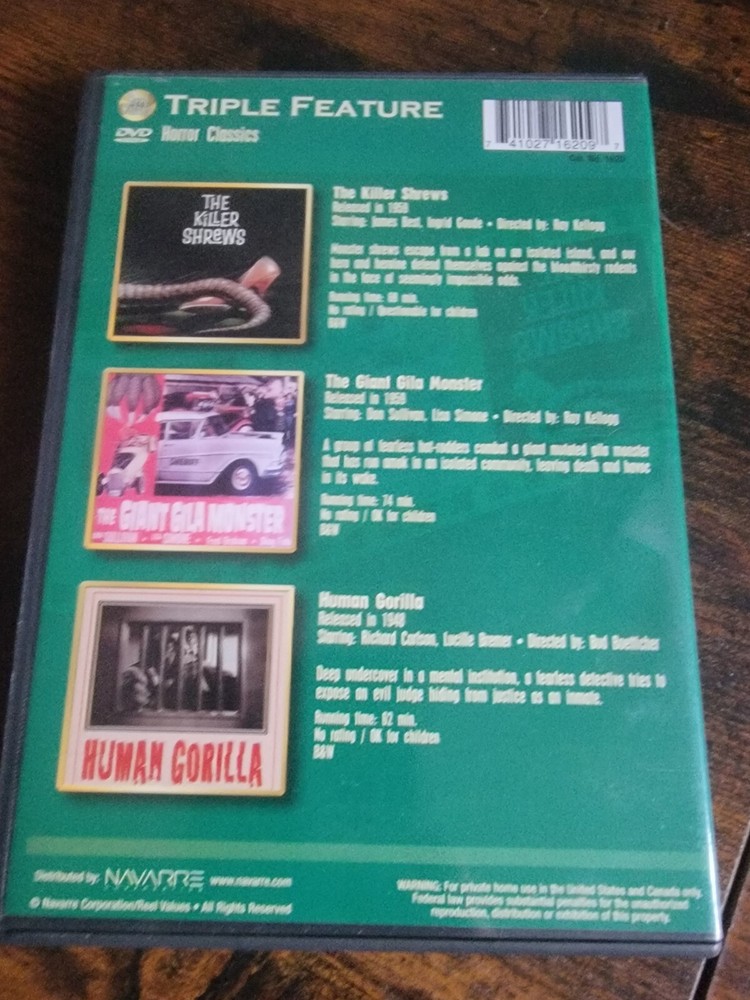 TRIPLE FEATURE
DVD Horror Classics
7 41027 16209 7
Cat. No.
THE
KILLER
SHREWS
The Killer Shrews
Released in 1959
Starring: James Best, Ingrid Goude • Directed by: Ray Kellogg
Monster shrews escape from a lab on an isolated island, and our
hero and heroine defend themselves against the bloodthirsty rodents
in the face of seemingly impossible odds.
Running time: min.
No rating / Questionable for children
B&W
THE GIANT GILA MONSTER
The Giant Gila Monster
Released in 1959
Starring: Don Sullivan, Lisa Simone • Directed by: Ray Kellogg
A group of fearless hot-rodders combat a giant mutated gila monster
that has run amok in an isolated community, leaving death and havoc
in its wake.
Running time: 74 min.
No rating / OK for children
B&W
HUMAN GORILLA
Human Gorilla
Released in 1948
Starring: Richard Carlson, Lucille Bremer • Directed by: Bud Boetticher
Deep undercover in a mental institution, a fearless detective tries to
expose an evil judge hiding from justice as an inmate.
Running time: 62 min.
No rating / OK for children
B&W
Distributed by: NAVARRE www.navarre.com
© Navarre Corporation/Reel Values • All Rights Reserved
WARNING: For private home use in the United States and Canada only.
Federal law provides substantial penalties for the unauthorized
reproduction, distribution or exhibition of this property.